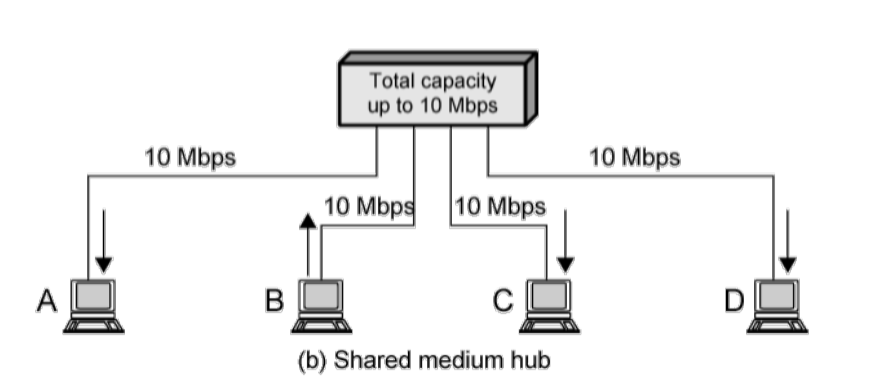 Total capacity
up to 10 Mbps
10 Mbps
10 Mbps
10 Mbps
10 Mbps
A
B
C
D
(b) Shared medium hub